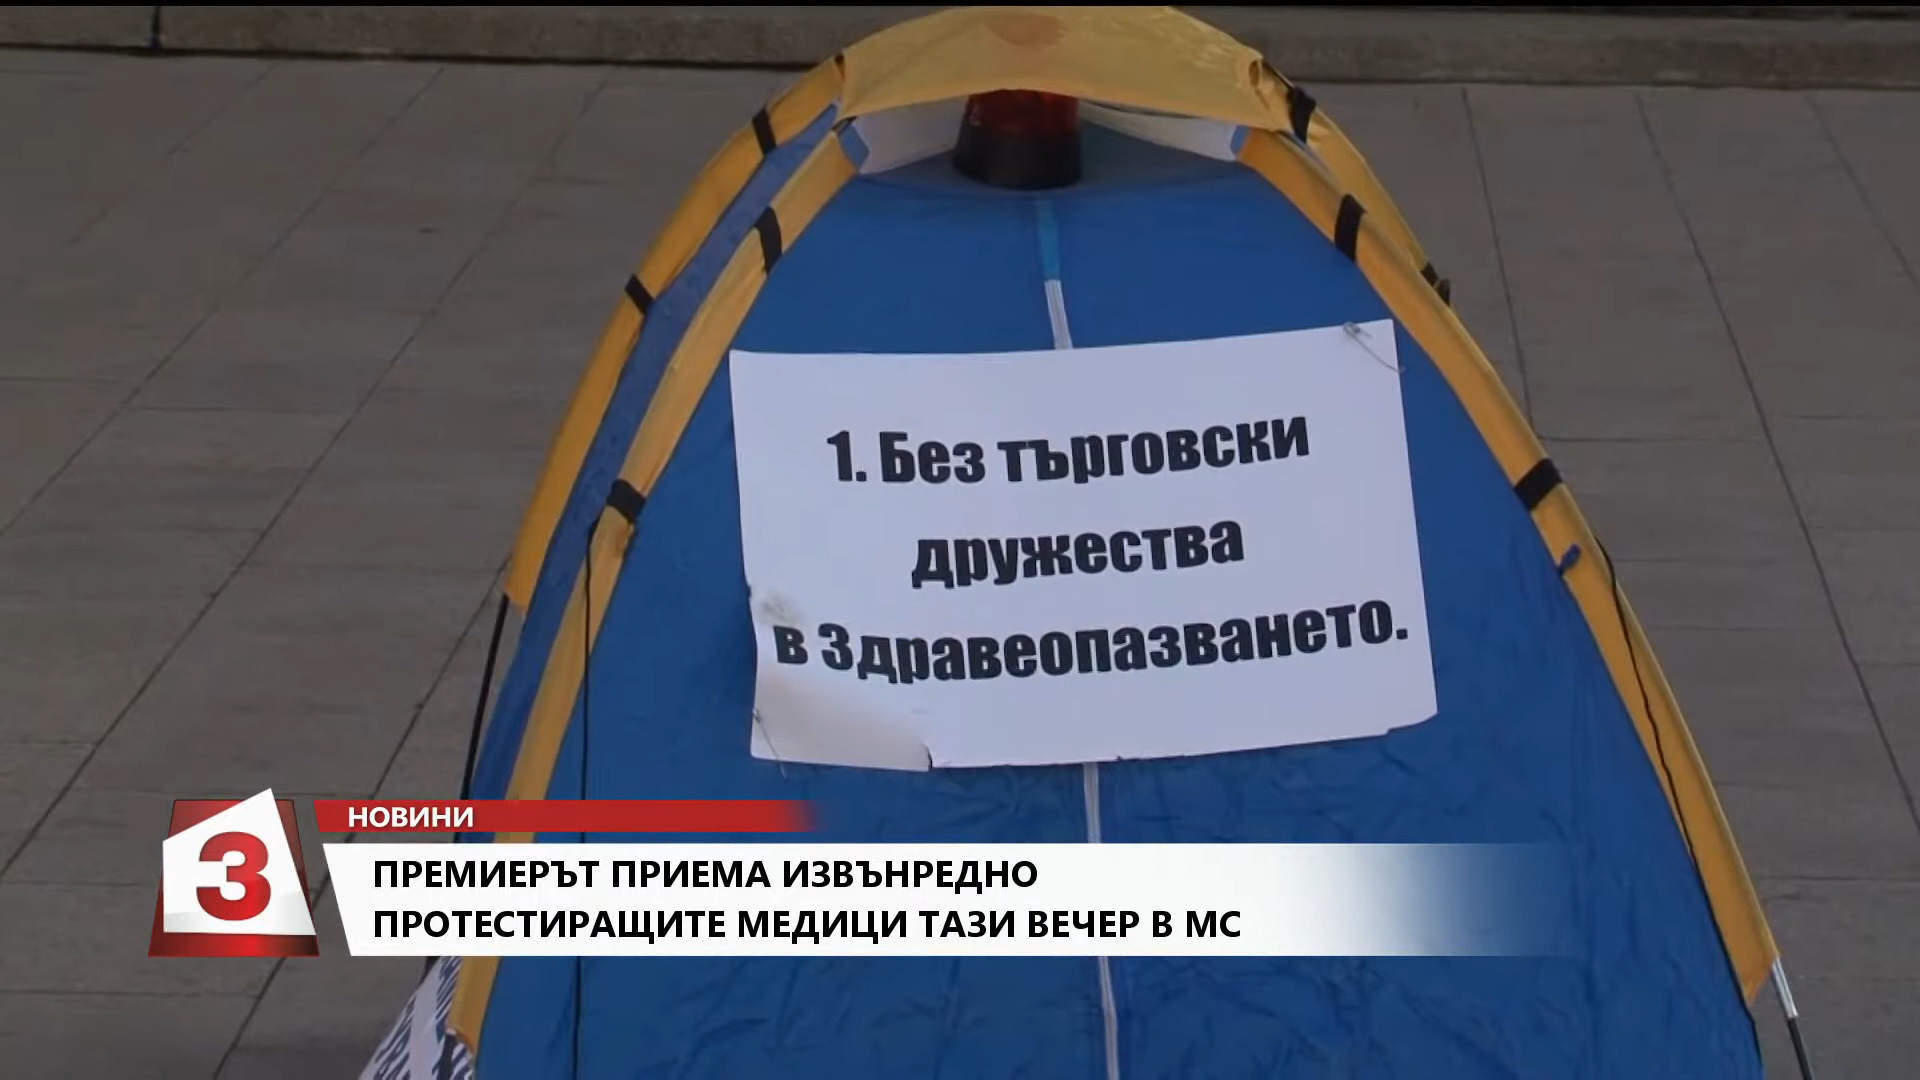 1. Без търговски
дружества
в Здравеопазването.
НОВИНИ
3
ПРЕМИЕРЪТ ПРИЕМА ИЗВЪНРЕДНО
ПРОТЕСТИРАЩИТЕ МЕДИЦИ ТАЗИ ВЕЧЕР В МС